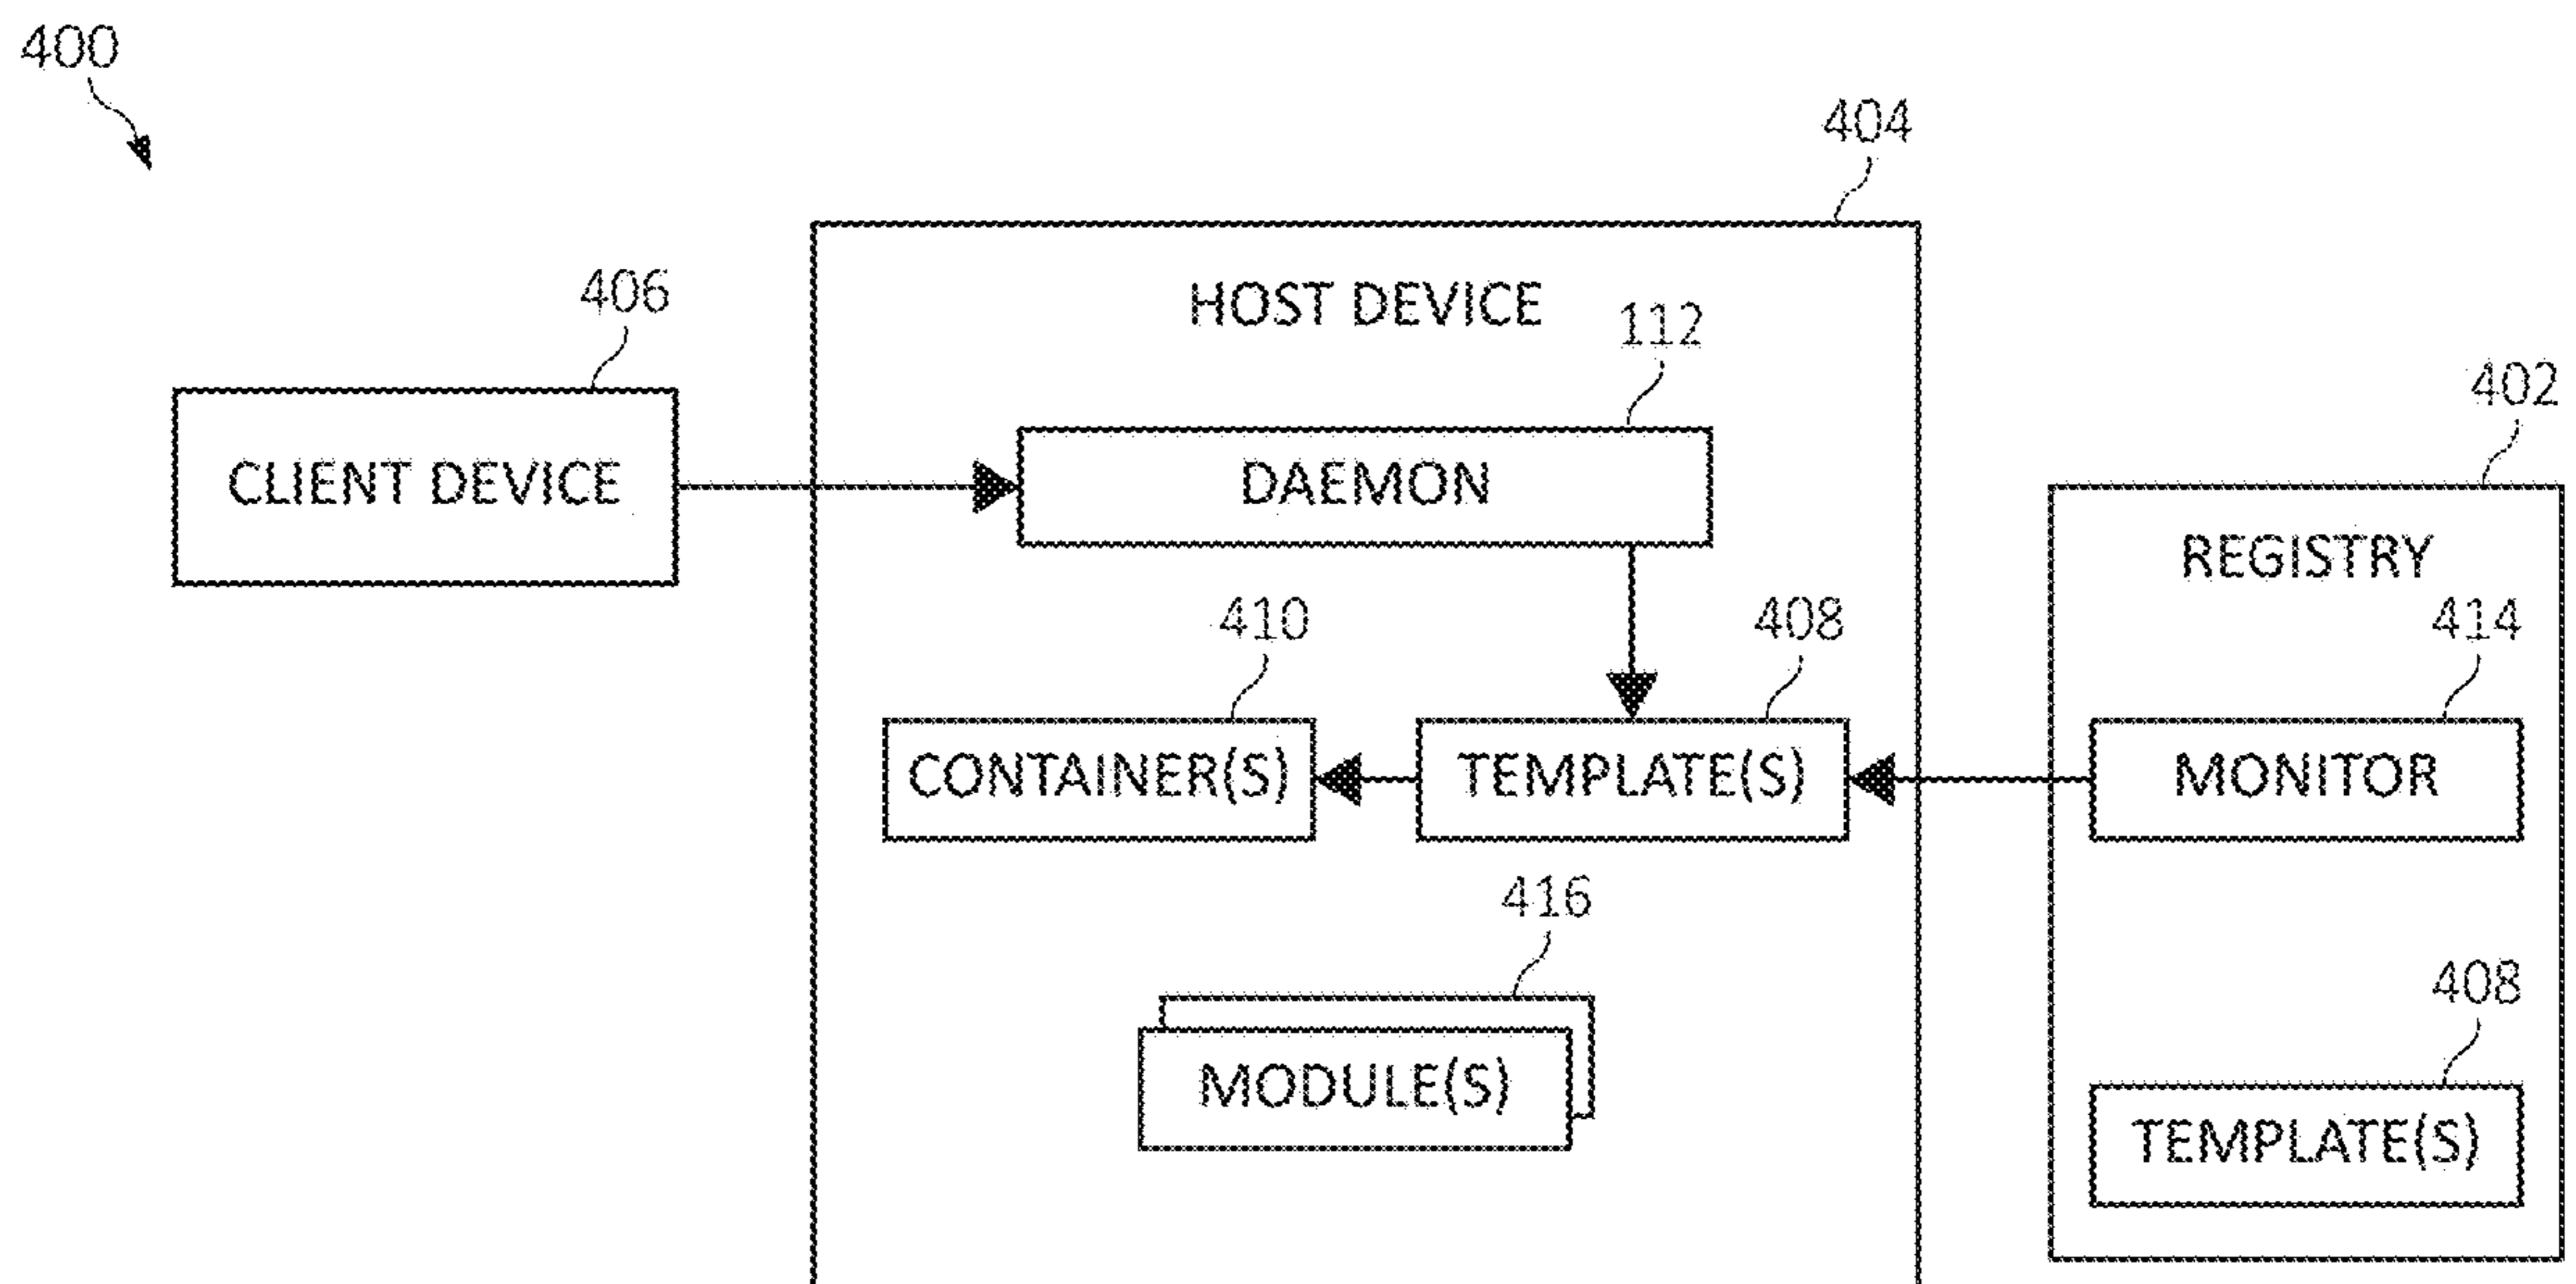 400
404
406
HOST DEVICE
112
402
CLIENT DEVICE
DAEMON
REGISTRY
410
408
414
CONTAINER(S)
TEMPLATE(S)
MONITOR
416
408
MODULE(S)
TEMPLATE(S)